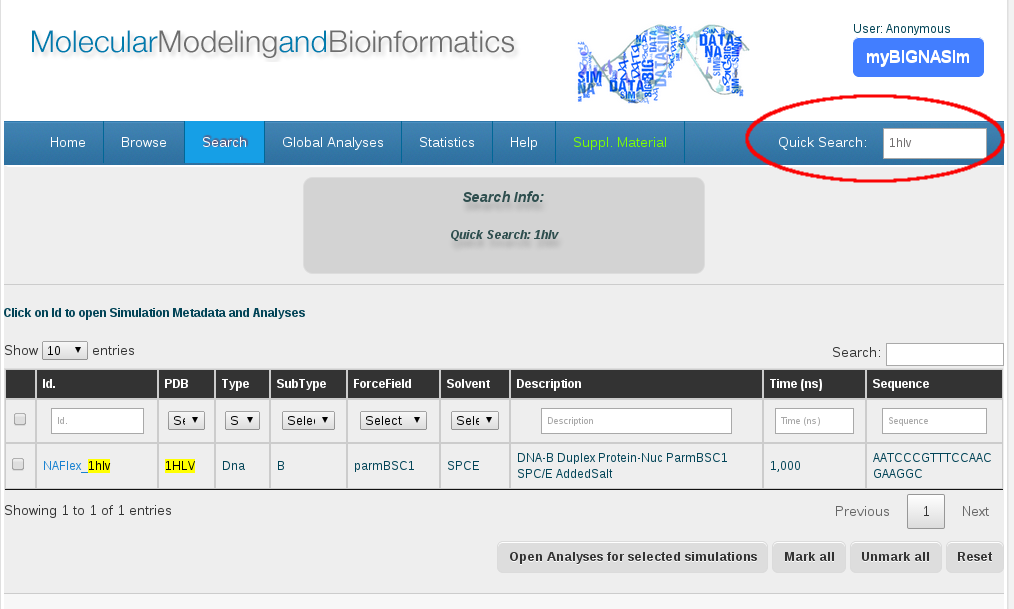 MolecularModelingandBioinformatics
User: Anonymous
myBIGNASim
Home Browse Search Global Analyses Statistics Help Suppl. Material Quick Search: 1hlv
Search Info:
Quick Search: 1hlv
Click on Id to open Simulation Metadata and Analyses
Show 10 entries Search:
Id. PDB Type SubType ForceField Solvent Description Time (ns) Sequence
Id. Se S Selec Select Selec Description Time (ns) Sequence
NAFlex_1hlv 1HLV Dna B parmBSC1 SPCE DNA-B Duplex Protein-Nuc ParmBSC1 1,000 AATCCCGTTTCCAAC
SPC/E AddedSalt GAAGGC
Showing 1 to 1 of 1 entries Previous 1 Next
Open Analyses for selected simulations Mark all Unmark all Reset